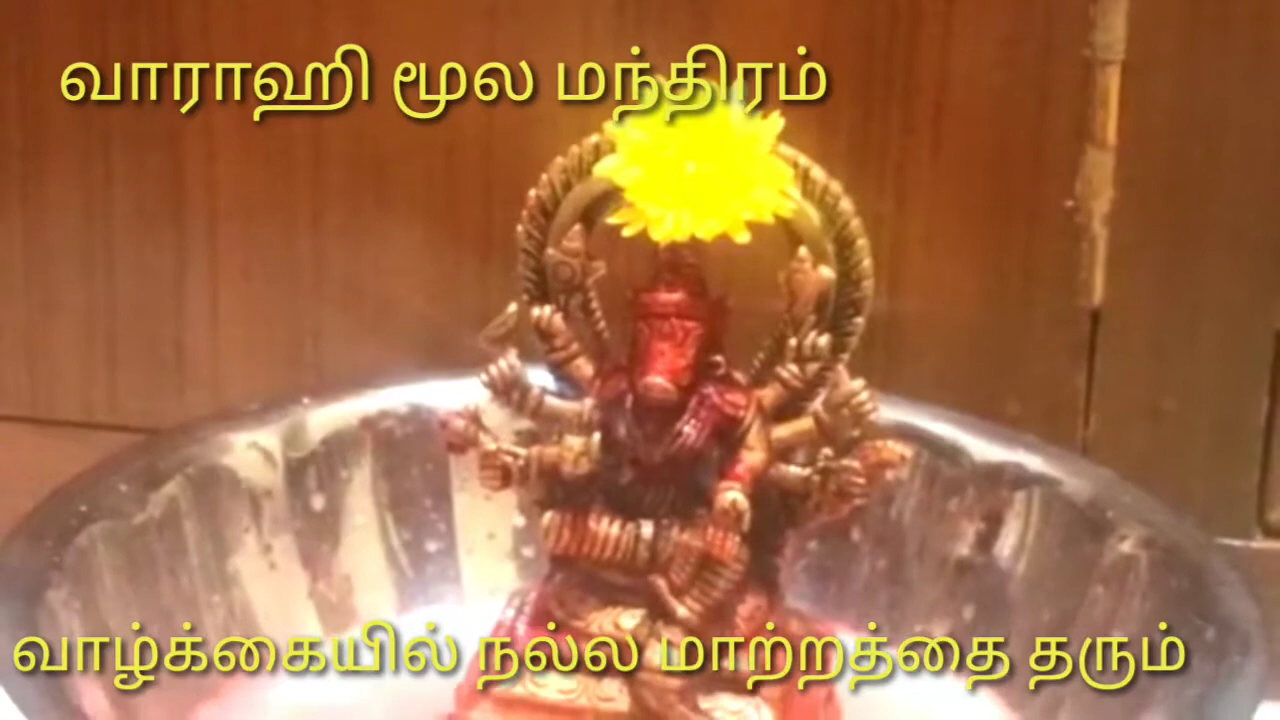 வாராஹி மூல மந்திரம்
வாழ்க்கையில் நல்ல மாற்றத்தை தரும்